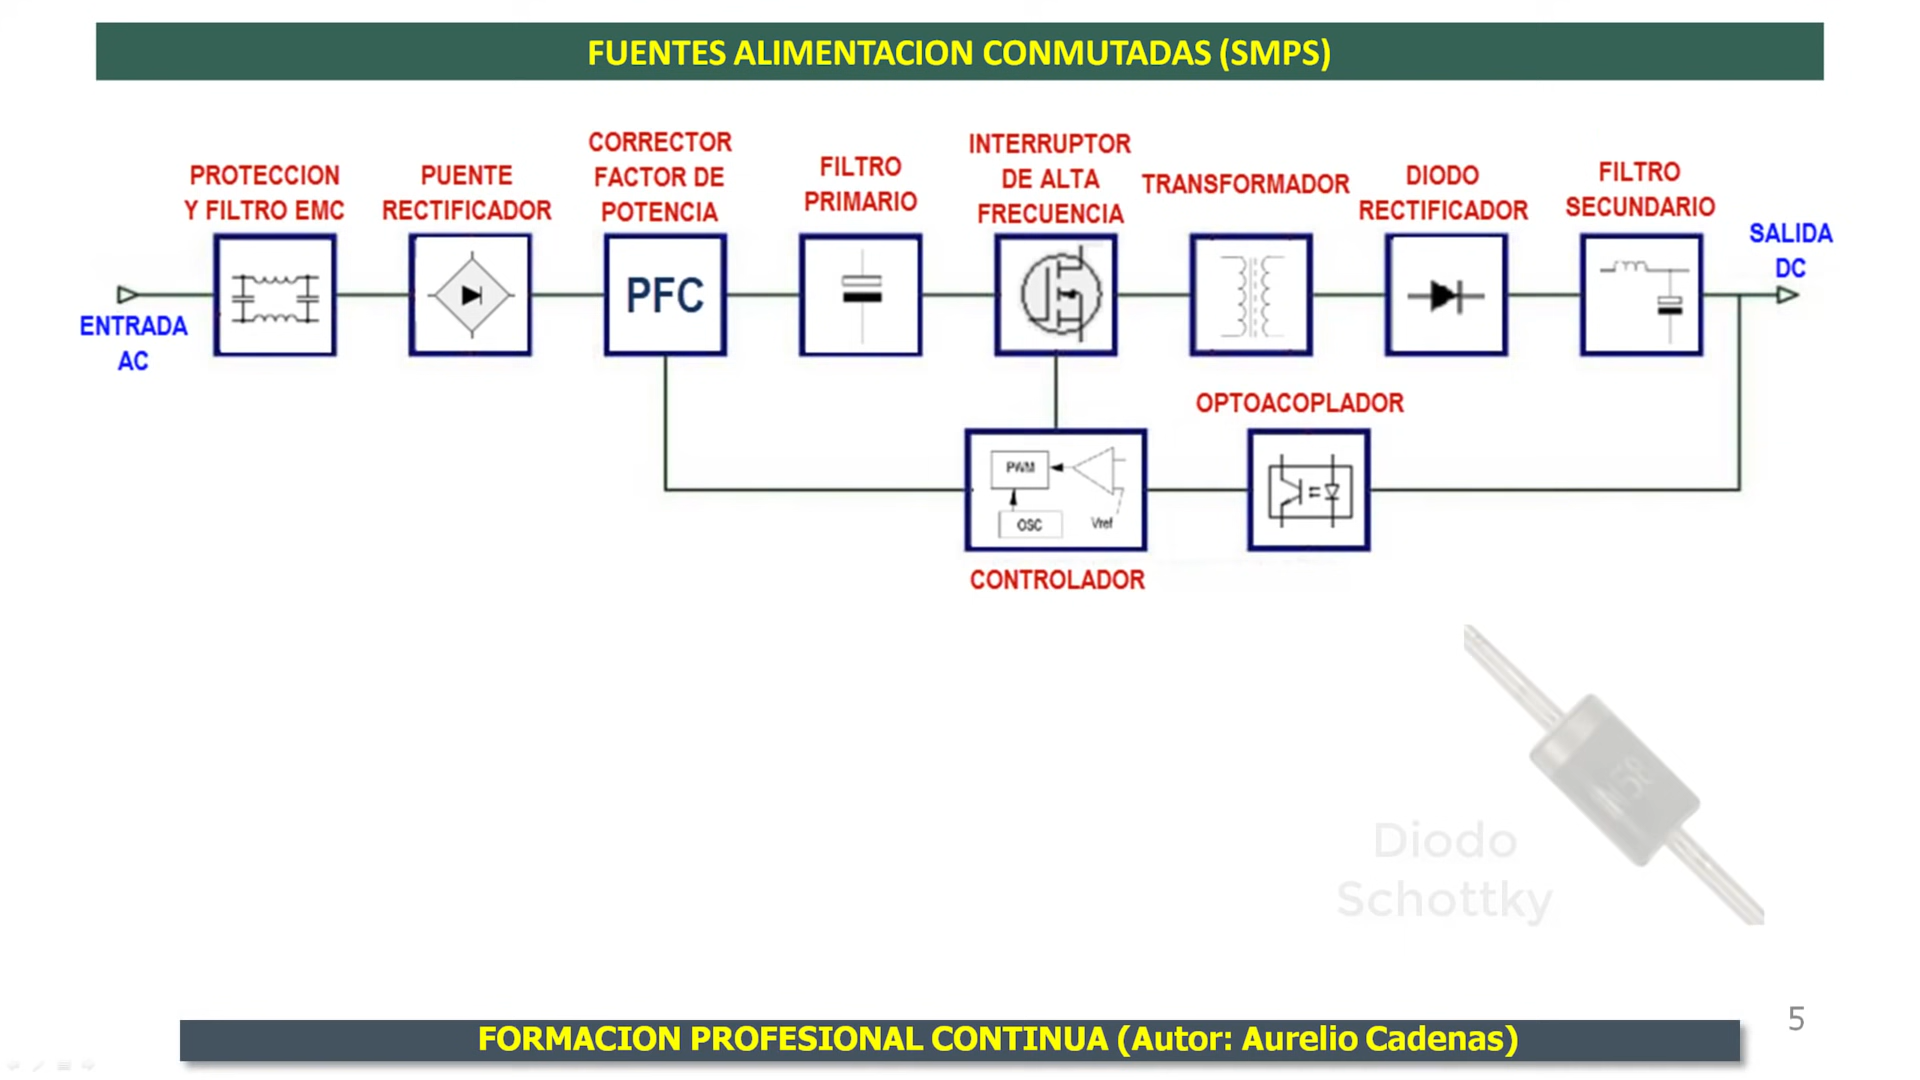 FUENTES ALIMENTACION CONMUTADAS (SMPS)
PROTECCION
Y FILTRO EMC
PUENTE
RECTIFICADOR
CORRECTOR
FACTOR DE
POTENCIA
FILTRO
PRIMARIO
INTERRUPTOR
DE ALTA
FRECUENCIA
TRANSFORMADOR
DIODO
RECTIFICADOR
FILTRO
SECUNDARIO
SALIDA
DC
ENTRADA
AC
PFC
OPTOACOPLADOR
PWM
OSC
Vref
CONTROLADOR
Diodo
Schottky
FORMACION PROFESIONAL CONTINUA (Autor: Aurelio Cadenas)
5